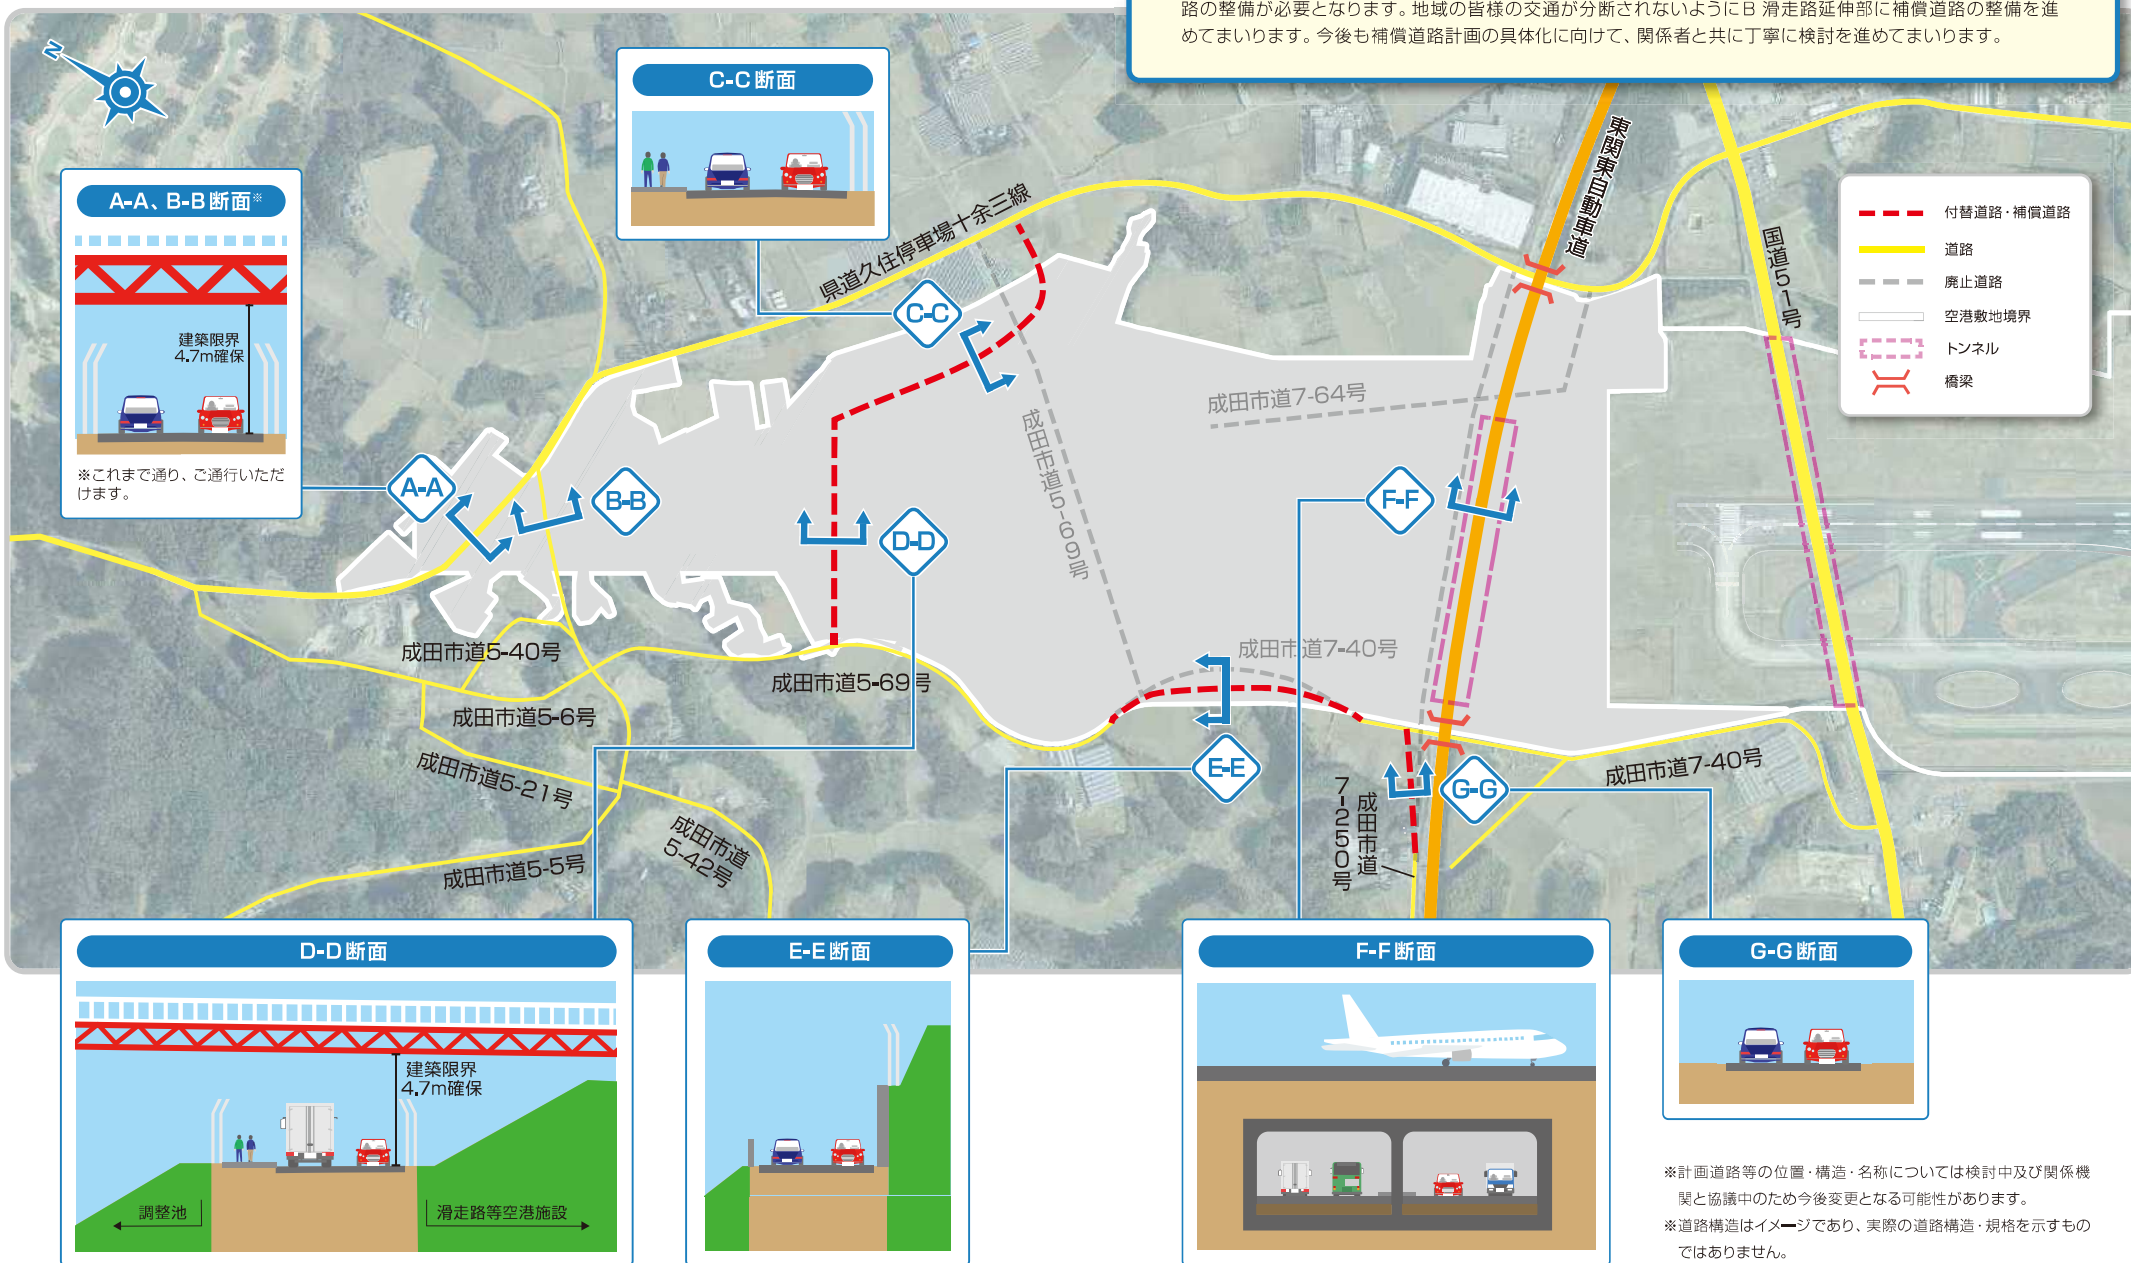 路の整備が必要となります。地域の皆様の交通が分断されないようにB 滑走路延伸部に補償道路の整備を進
めてまいります。今後も補償道路計画の具体化に向けて、関係者と共に丁寧に検討を進めてまいります。
N
C-C断面
A-A、B-B断面※
建築限界
4.7m確保
※これまで通り、ご通行いただ
けます。
県道久住停車場十余三線
東関東自動車道
国道51号
付替道路・補償道路
道路
廃止道路
空港敷地境界
トンネル
橋梁
C-C
A-A
B-B
D-D
F-F
E-E
G-G
成田市道7-64号
成田市道5-69号
成田市道7-40号
成田市道5-40号
成田市道5-69号
成田市道5-6号
成田市道5-21号
成田市道
5-42号
成田市道5-5号
成田市道7-40号
成田市道
7-250号
D-D断面
建築限界
4.7m確保
調整池
滑走路等空港施設
E-E断面
F-F断面
G-G断面
※計画道路等の位置・構造・名称については検討中及び関係機
関と協議中のため今後変更となる可能性があります。
※道路構造はイメージであり、実際の道路構造・規格を示すもの
ではありません。